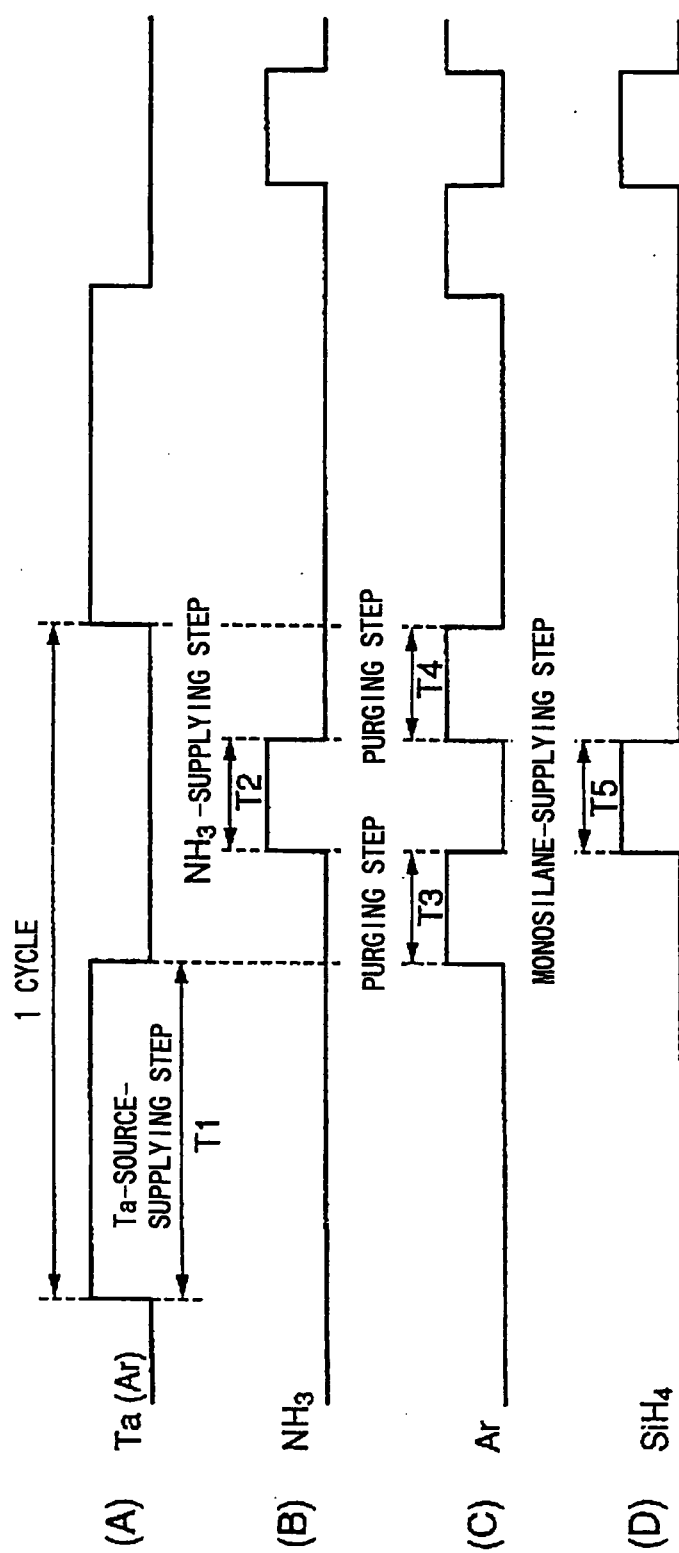 1 CYCLE
(A) Ta (Ar)
Ta-SOURCE-
SUPPLYING STEP
T1
(B) NH₃
NH₃-SUPPLYING STEP
T2
(C) Ar
PURGING STEP
T3
PURGING STEP
T4
(D) SiH₄
MONOSILANE-SUPPLYING STEP
T5